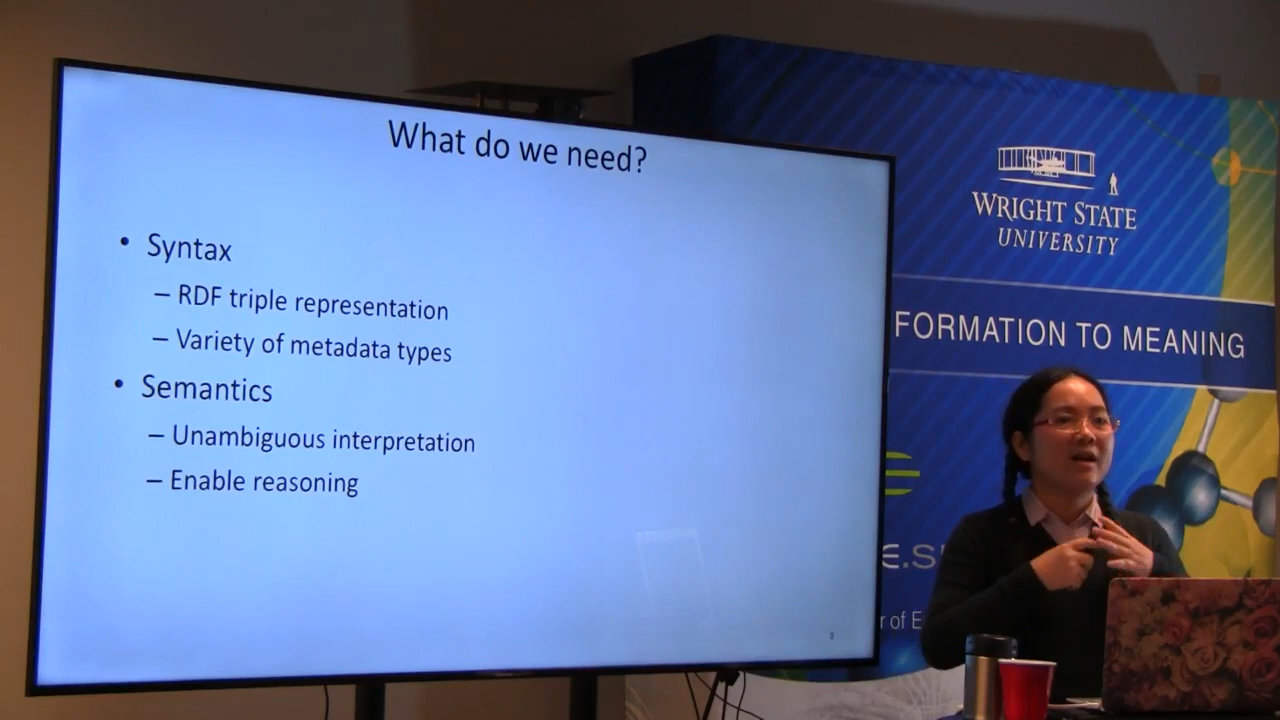 What do we need?
• Syntax
– RDF triple representation
– Variety of metadata types
• Semantics
– Unambiguous interpretation
– Enable reasoning
WRIGHT STATE
UNIVERSITY
FORMATION TO MEANING
E.S
r of E